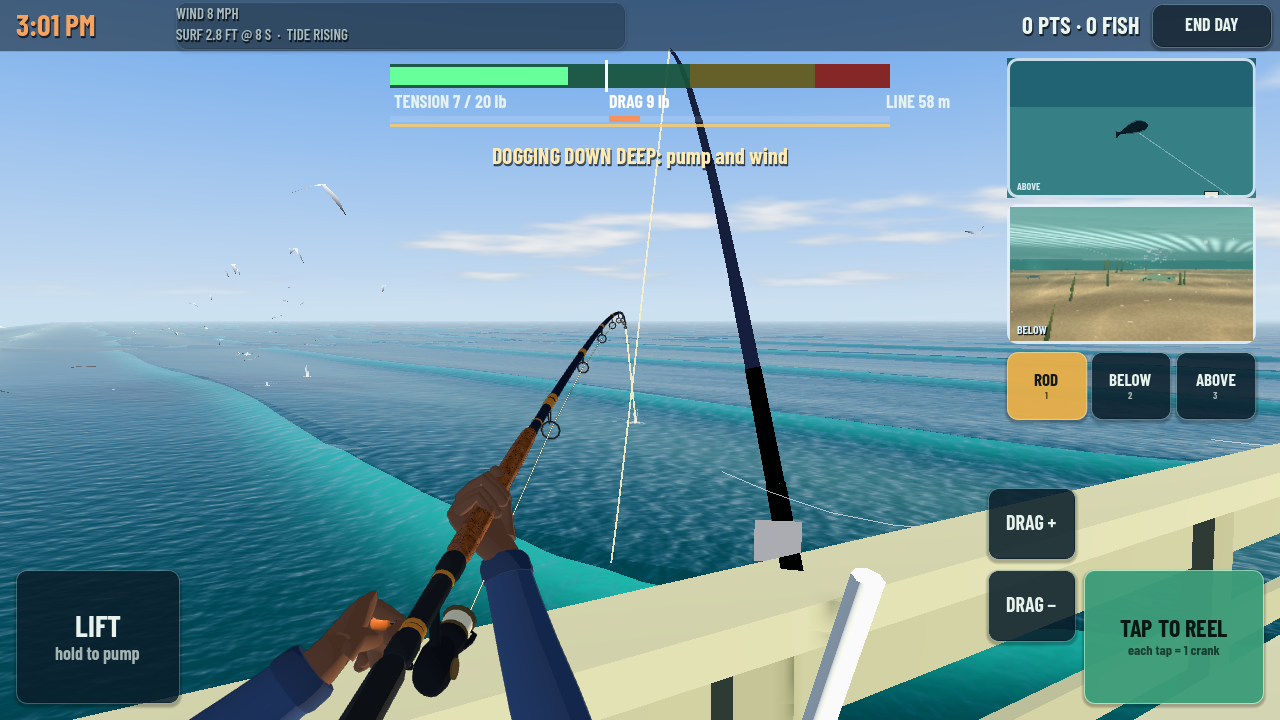 3:01 PM
WIND 8 MPH
SURF 2.8 FT @ 8 S · TIDE RISING
0 PTS · 0 FISH
END DAY
TENSION 7 / 20 lb
DRAG 9 lb
LINE 58 m
DOGGING DOWN DEEP: pump and wind
ABOVE
BELOW
ROD
1
BELOW
2
ABOVE
3
DRAG +
DRAG –
LIFT
hold to pump
TAP TO REEL
each tap = 1 crank